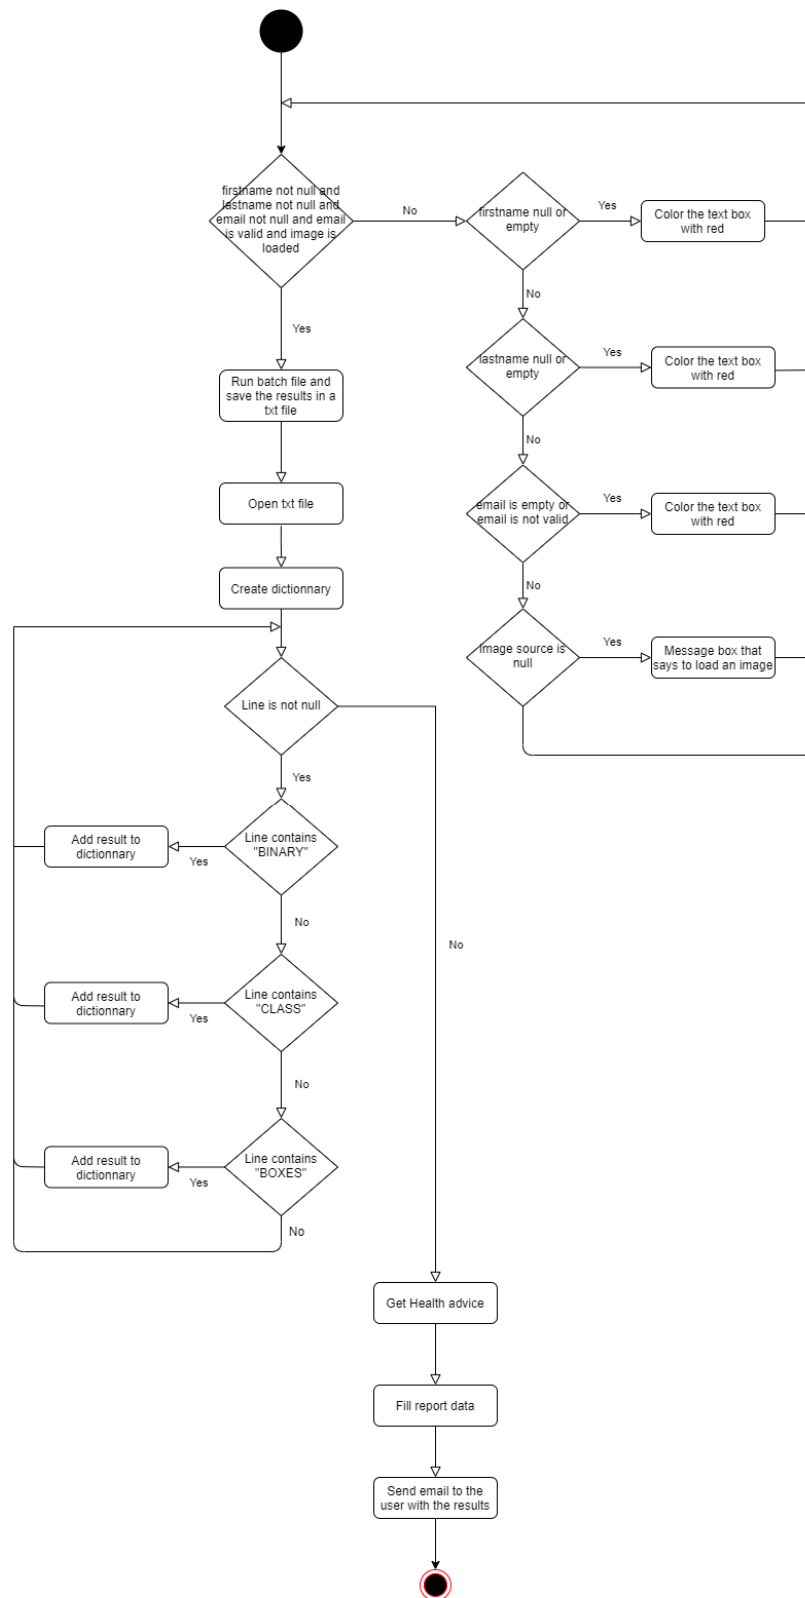 firstname not null and
lastname not null and
email not null and email
is valid and image is
loaded
No
firstname null or
empty
Yes
Color the text box
with red
No
Yes
lastname null or
empty
Yes
Color the text box
with red
Run batch file and
save the results in a
txt file
No
Open txt file
email is empty or
email is not valid
Yes
Color the text box
with red
Create dictionnary
No
Image source is
null
Yes
Message box that
says to load an image
Line is not null
Yes
Line contains
"BINARY"
Yes
Add result to
dictionnary
No
No
Line contains
"CLASS"
Yes
Add result to
dictionnary
No
Line contains
"BOXES"
Yes
Add result to
dictionnary
No
Get Health advice
Fill report data
Send email to the
user with the results